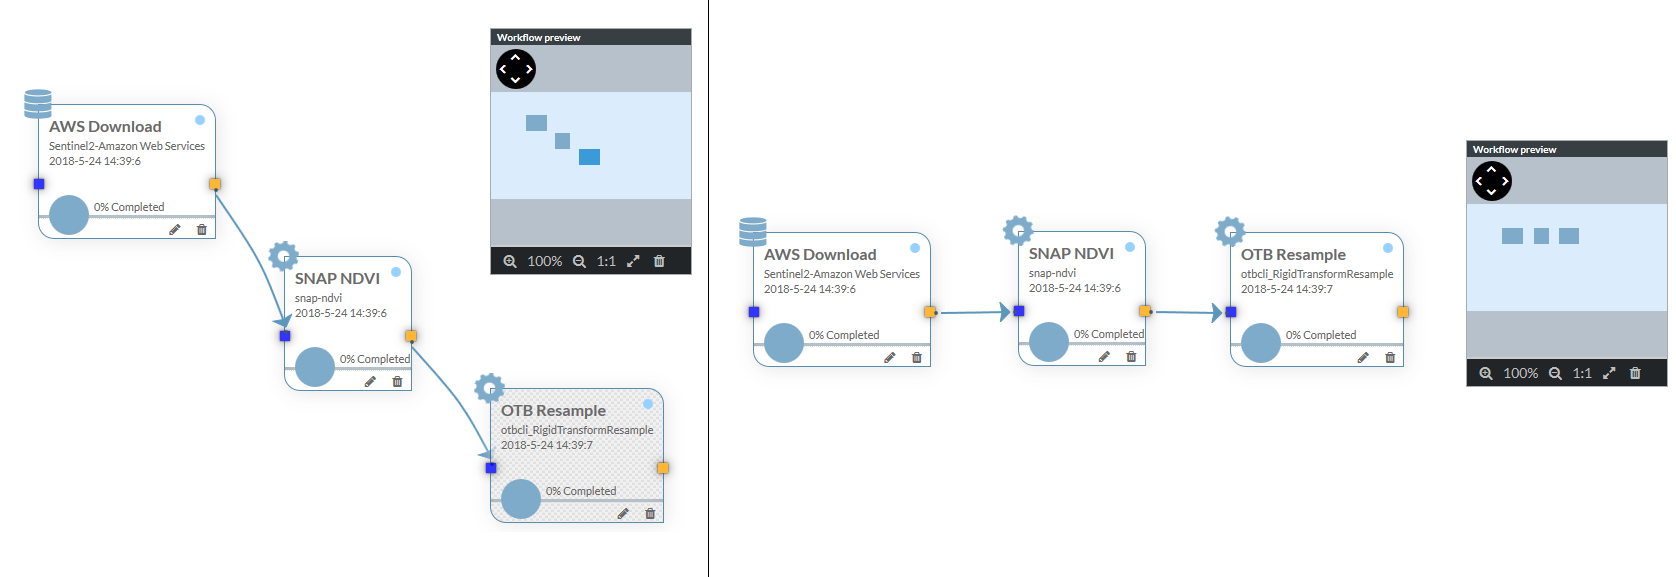 Workflow preview
100%
1:1
AWS Download
Sentinel2-Amazon Web Services
2018-5-24 14:39:6
0% Completed
SNAP NDVI
snap-ndvi
2018-5-24 14:39:6
0% Completed
OTB Resample
otbcli_RigidTransformResample
2018-5-24 14:39:7
0% Completed
AWS Download
Sentinel2-Amazon Web Services
2018-5-24 14:39:6
0% Completed
SNAP NDVI
snap-ndvi
2018-5-24 14:39:6
0% Completed
OTB Resample
otbcli_RigidTransformResample
2018-5-24 14:39:7
0% Completed
Workflow preview
100%
1:1